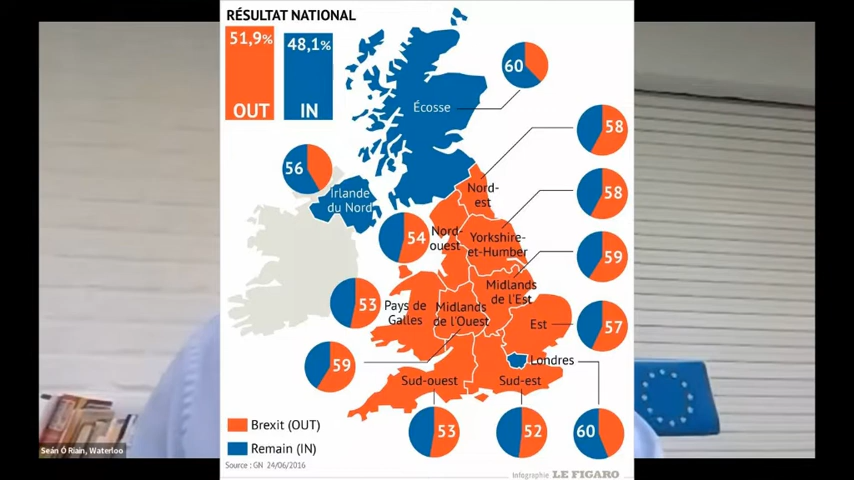 RÉSULTAT NATIONAL
51,9%
48,1%
OUT
IN
60
Écosse
58
56
Irlande
du Nord
Nord-
est
58
54
Nord-
ouest
Yorkshire-
et-Humber
59
Midlands
de l'Est
53
Pays de
Galles
Midlands
de l'Ouest
Est
57
59
Londres
Sud-ouest
Sud-est
53
52
60
Brexit (OUT)
Remain (IN)
Source : GN 24/06/2016
Infographie LE FIGARO
Seán Ó Riain, Waterloo